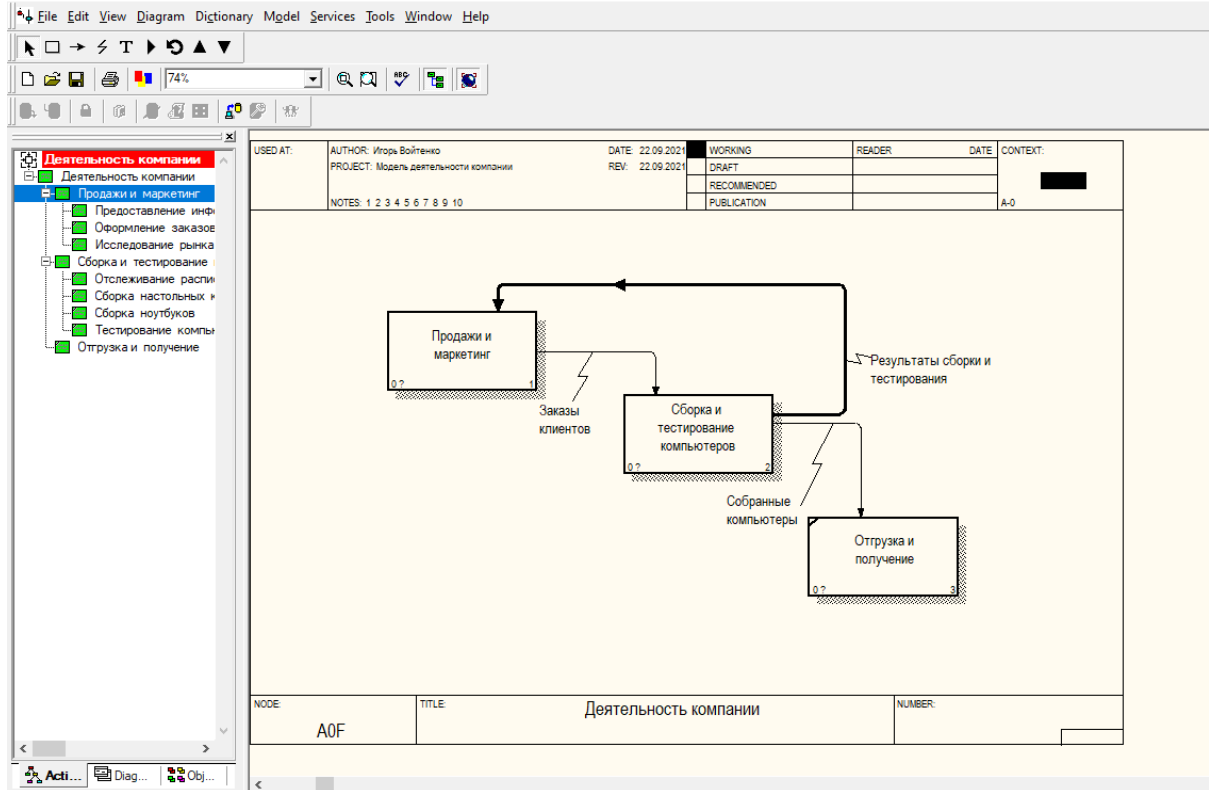 File Edit View Diagram Dictionary Model Services Tools Window Help
74%
Деятельность компании
Деятельность компании
Продажи и маркетинг
Предоставление инфо
Оформление заказов
Исследование рынка
Сборка и тестирование
Отслеживание распи
Сборка настольных к
Сборка ноутбуков
Тестирование компь
Отгрузка и получение
Acti... Diag... Obj...
USED AT:
AUTHOR: Игорь Войтенко
DATE: 22.09.2021
PROJECT: Модель деятельности компании
REV: 22.09.2021
NOTES: 1 2 3 4 5 6 7 8 9 10
WORKING
DRAFT
RECOMMENDED
PUBLICATION
READER DATE
CONTEXT:
A-0
Продажи и
маркетинг
0 ? 1
Заказы
клиентов
Сборка и
тестирование
компьютеров
0 ? 2
Результаты сборки и
тестирования
Собранные
компьютеры
Отгрузка и
получение
0 ? 3
NODE:
A0F
TITLE:
Деятельность компании
NUMBER: